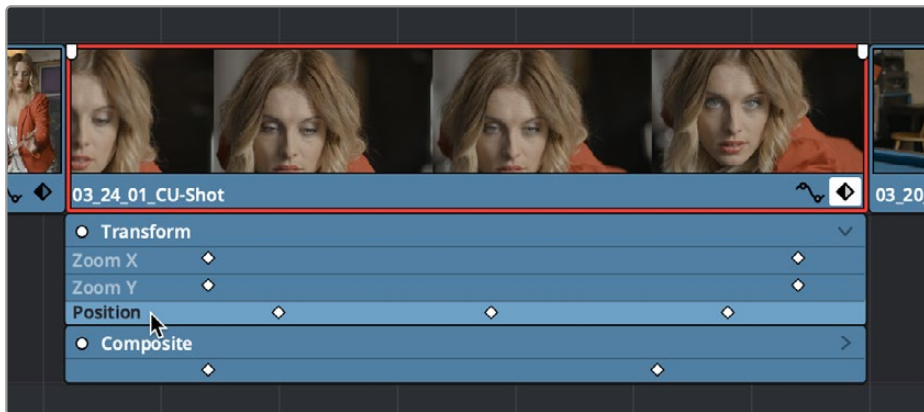 03_24_01_CU-Shot
03_20
Transform
Zoom X
Zoom Y
Position
Composite